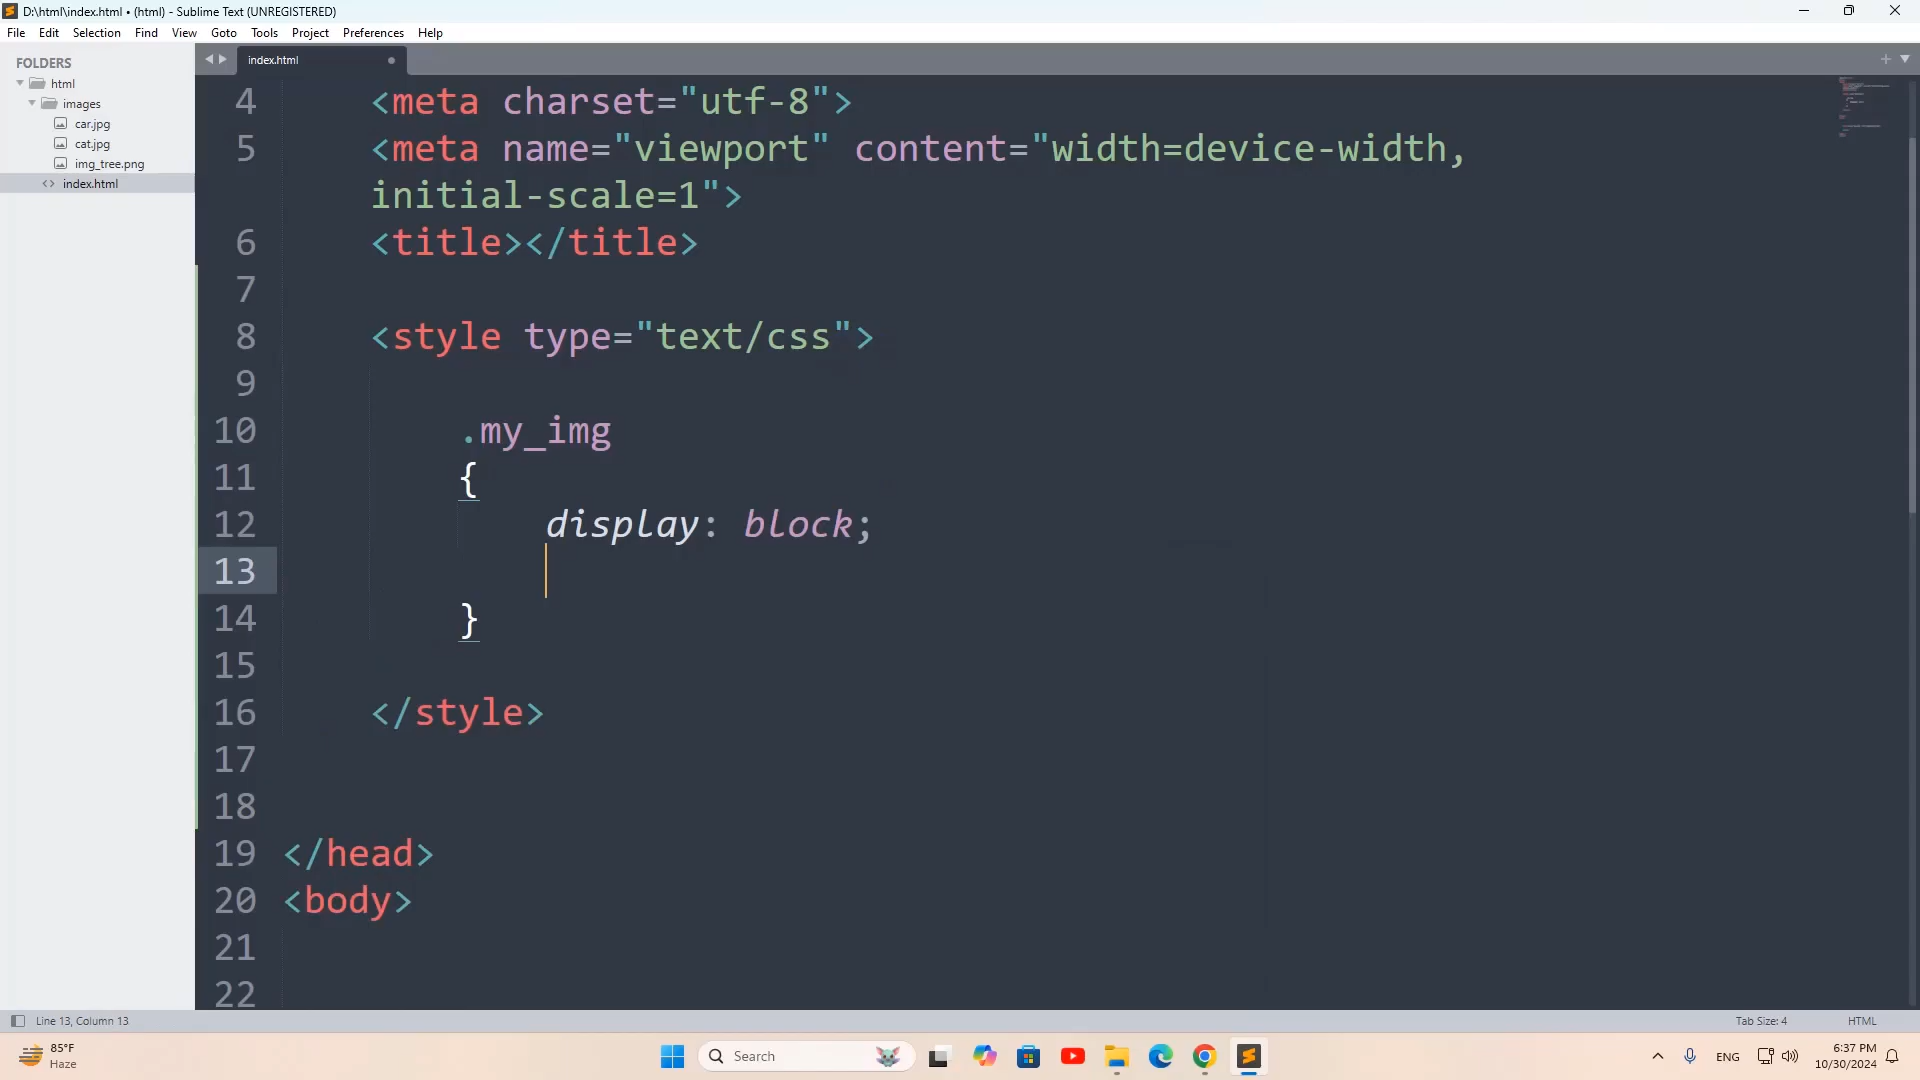 D:\html\index.html • (html) - Sublime Text (UNREGISTERED)
File Edit Selection Find View Goto Tools Project Preferences Help
FOLDERS
html
images
car.jpg
cat.jpg
img_tree.png
index.html
index.html
4 <meta charset="utf-8">
5 <meta name="viewport" content="width=device-width,
initial-scale=1">
6 <title></title>
7
8 <style type="text/css">
9
10 .my_img
11 {
12 display: block;
13
14 }
15
16 </style>
17
18
19 </head>
20 <body>
21
22
Line 13, Column 13
Tab Size: 4
HTML
85°F
Haze
Search
ENG
6:37 PM
10/30/2024